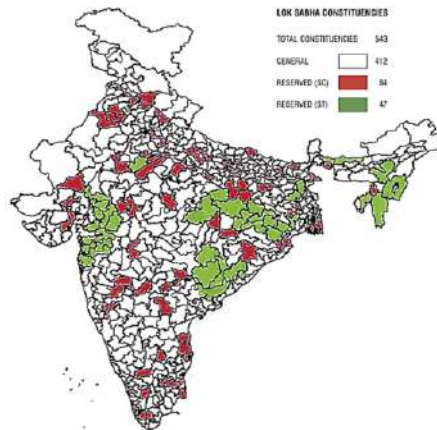 LOK SABHA CONSTITUENCIES
TOTAL CONSTITUENCIES 543
GENERAL 412
RESERVED (SC) 84
RESERVED (ST) 47